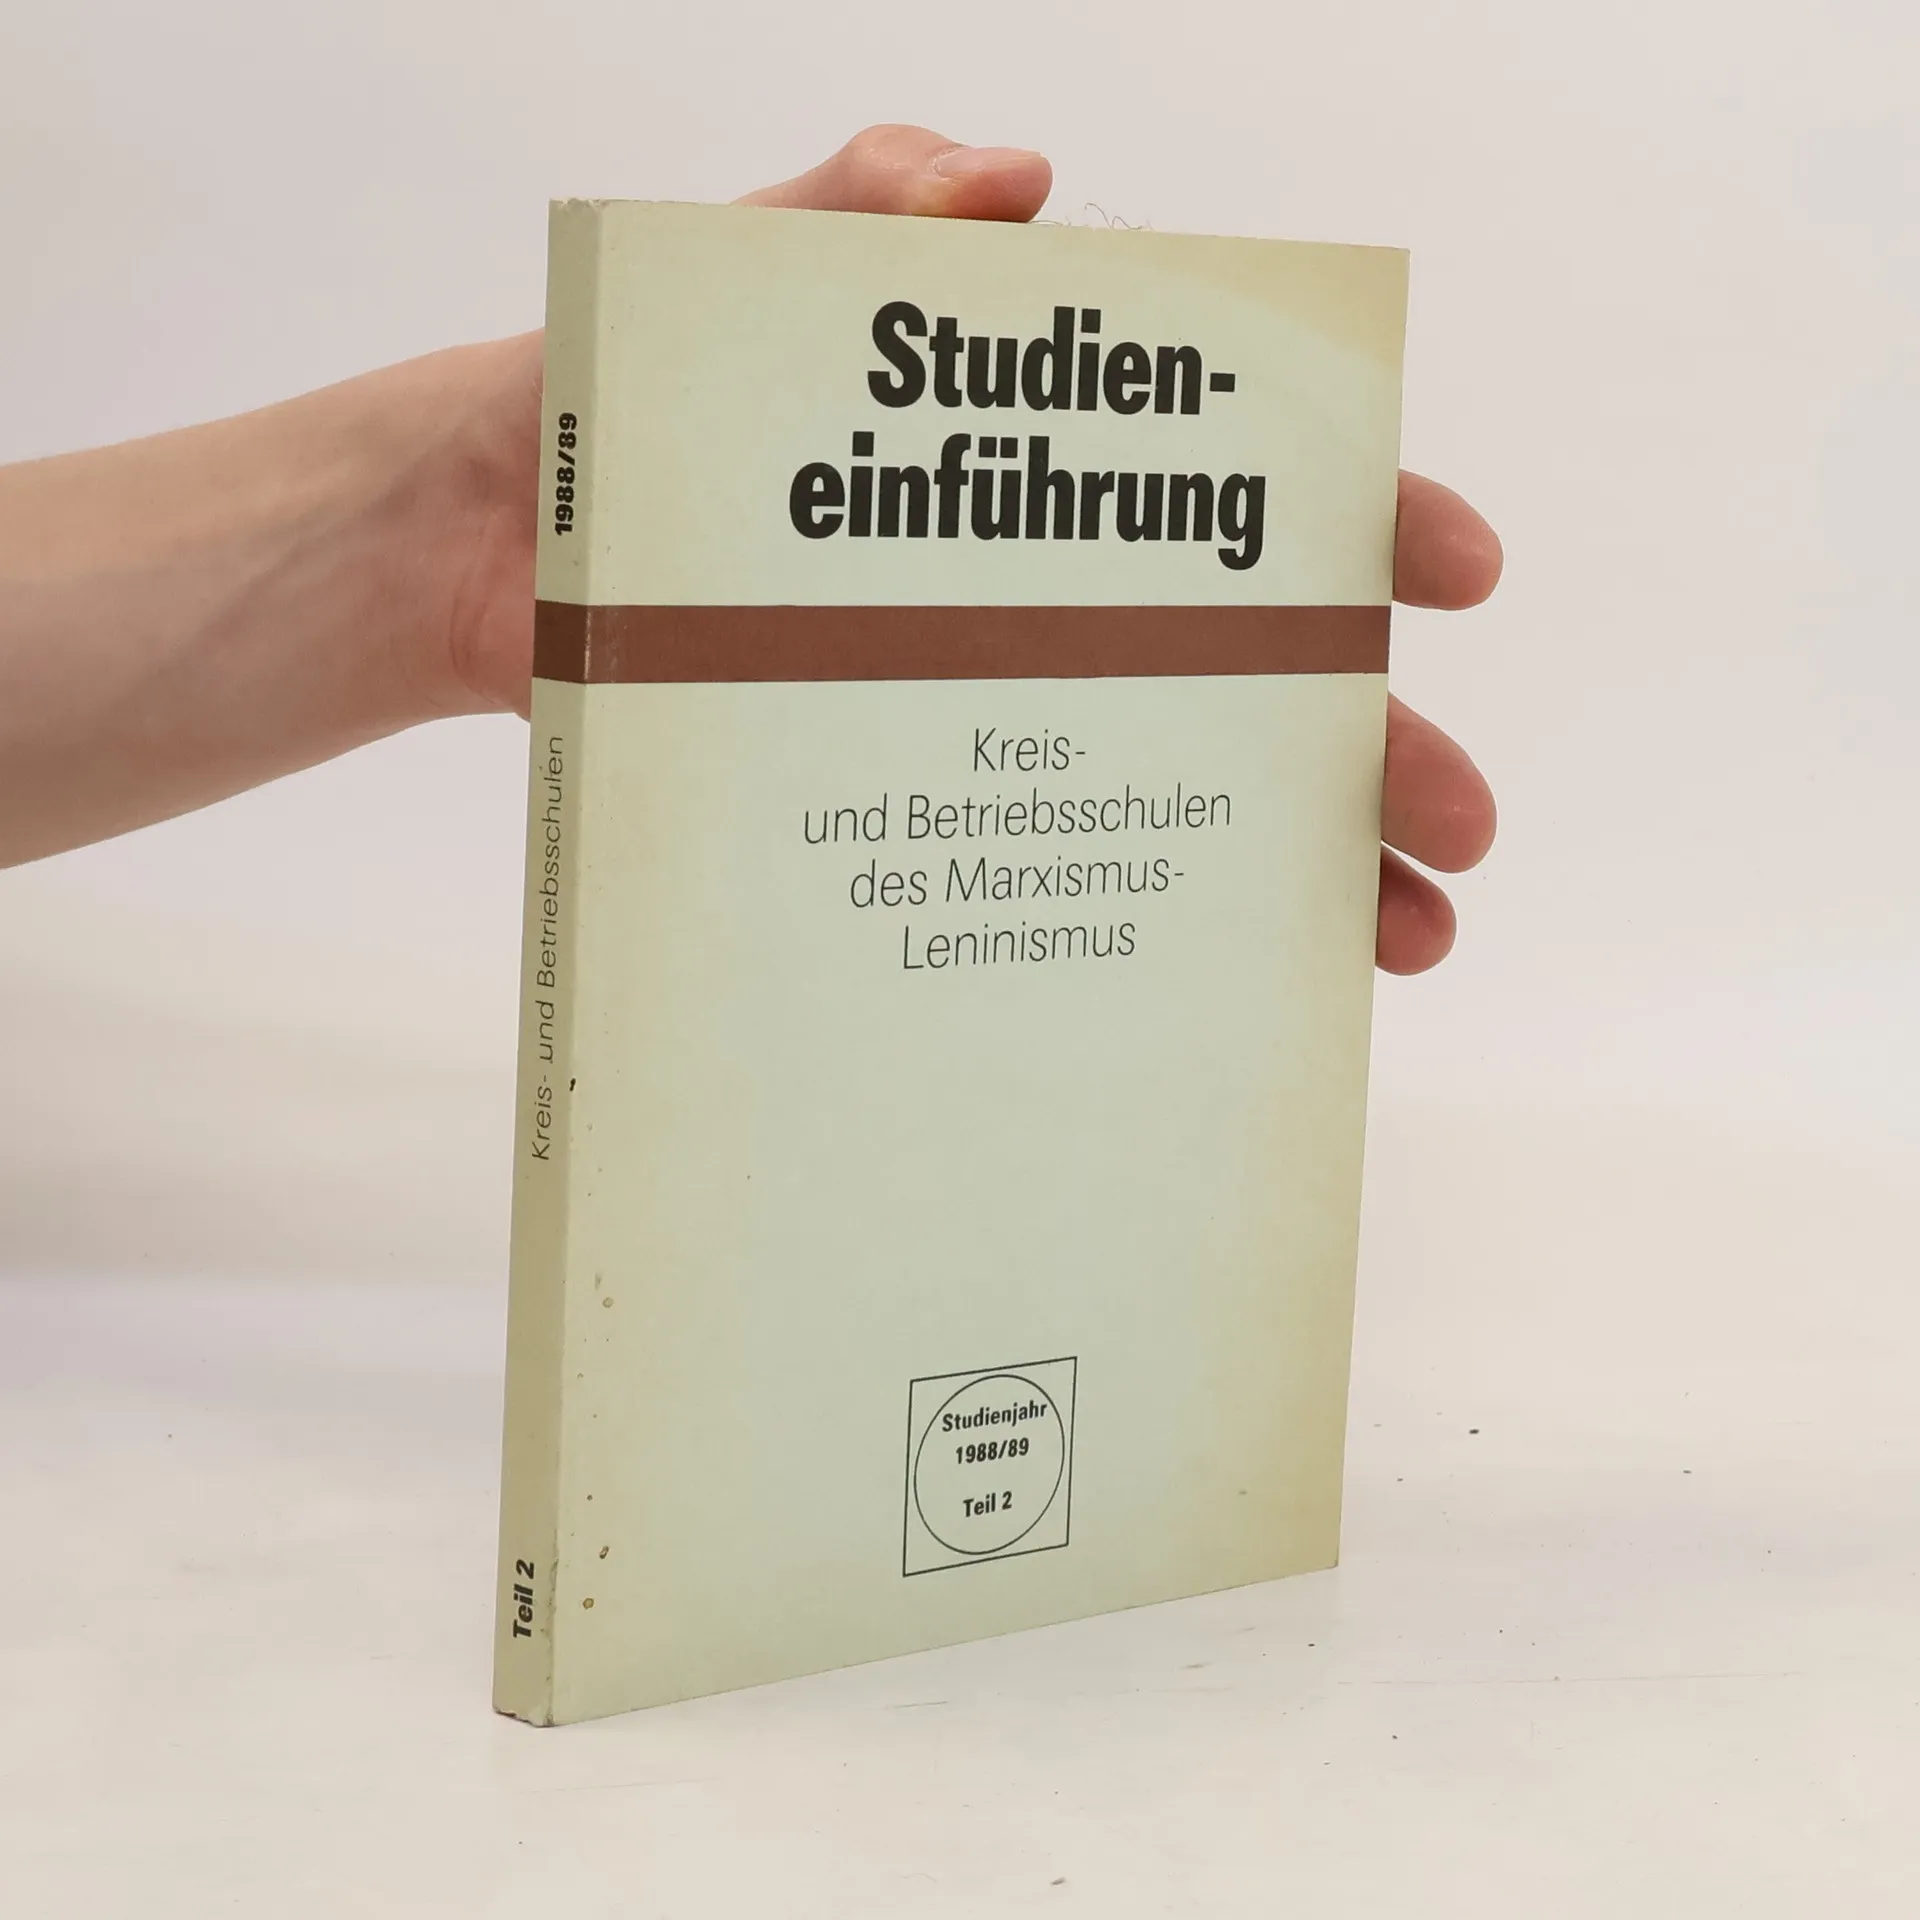 Studien-
einführung
Kreis-
und Betriebsschulen
des Marxismus-
Leninismus
Studienjahr
1988/89
Teil 2
1988/89
Kreis- und Betriebsschulen
Teil 2